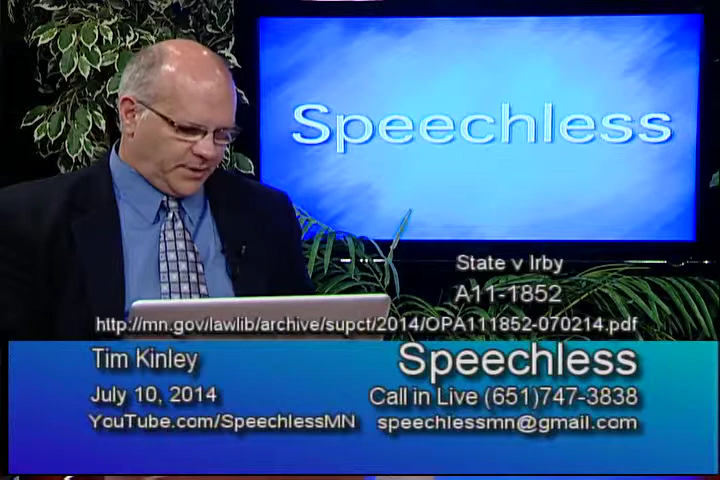 Speechless
State v Irby
A11-1852
http://mn.gov/lawlib/archive/supct/2014/OPA111852-070214.pdf
Tim Kinley
Speechless
July 10, 2014
Call in Live (651)747-3838
YouTube.com/SpeechlessMN
speechlessmn@gmail.com